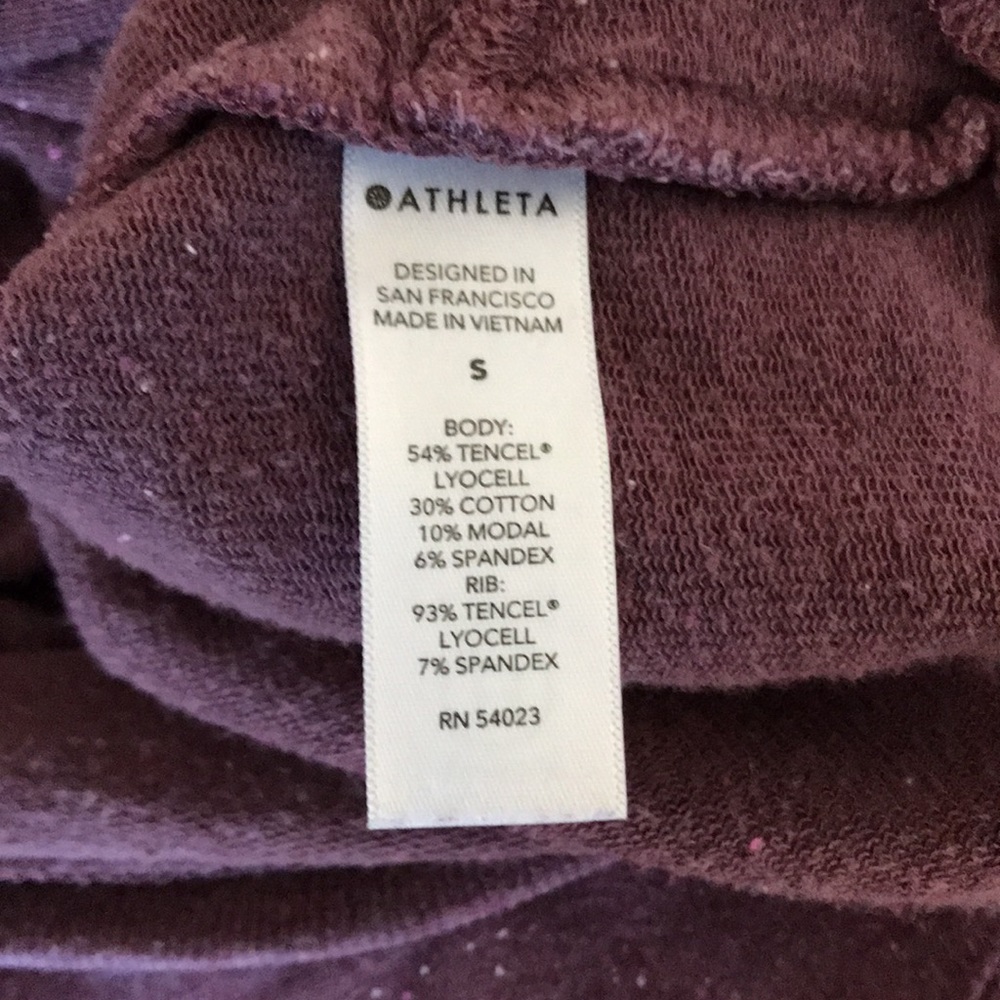 ATHLETA
DESIGNED IN
SAN FRANCISCO
MADE IN VIETNAM
S
BODY:
54% TENCEL®
LYOCELL
30% COTTON
10% MODAL
6% SPANDEX
RIB:
93% TENCEL®
LYOCELL
7% SPANDEX
RN 54023